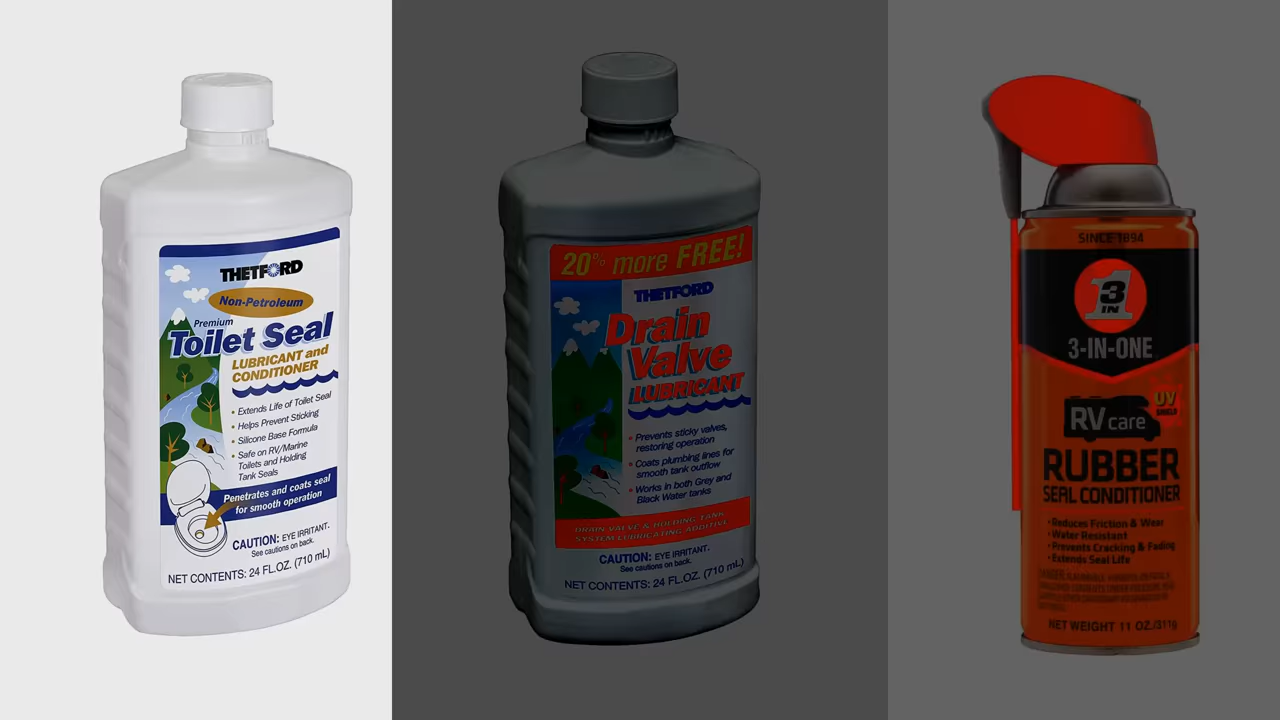 THETFORD
Non-Petroleum
Premium
Toilet Seal
LUBRICANT and
CONDITIONER
• Extends Life of Toilet Seal
• Helps Prevent Sticking
• Silicone Base Formula
• Safe on RV/Marine
Toilets and Holding
Tank Seals
Penetrates and coats seal
for smooth operation
CAUTION: EYE IRRITANT.
See cautions on back.
NET CONTENTS: 24 FL.OZ. (710 mL)
20% more FREE!
THETFORD
Drain
Valve
LUBRICANT
• Prevents sticky valves,
restoring operation
• Coats plumbing lines for
smooth tank outflow
• Works in both Grey and
Black Water tanks
DRAIN VALVE & HOLDING TANK
SYSTEM LUBRICATING ADDITIVE
CAUTION: EYE IRRITANT.
See cautions on back.
NET CONTENTS: 24 FL.OZ. (710 mL)
SINCE 1894
3
IN
1
3-IN-ONE
RV care
UV
SHIELD
RUBBER
SEAL CONDITIONER
• Reduces Friction & Wear
• Water Resistant
• Prevents Cracking & Fading
• Extends Seal Life
NET WEIGHT 11 OZ./311g